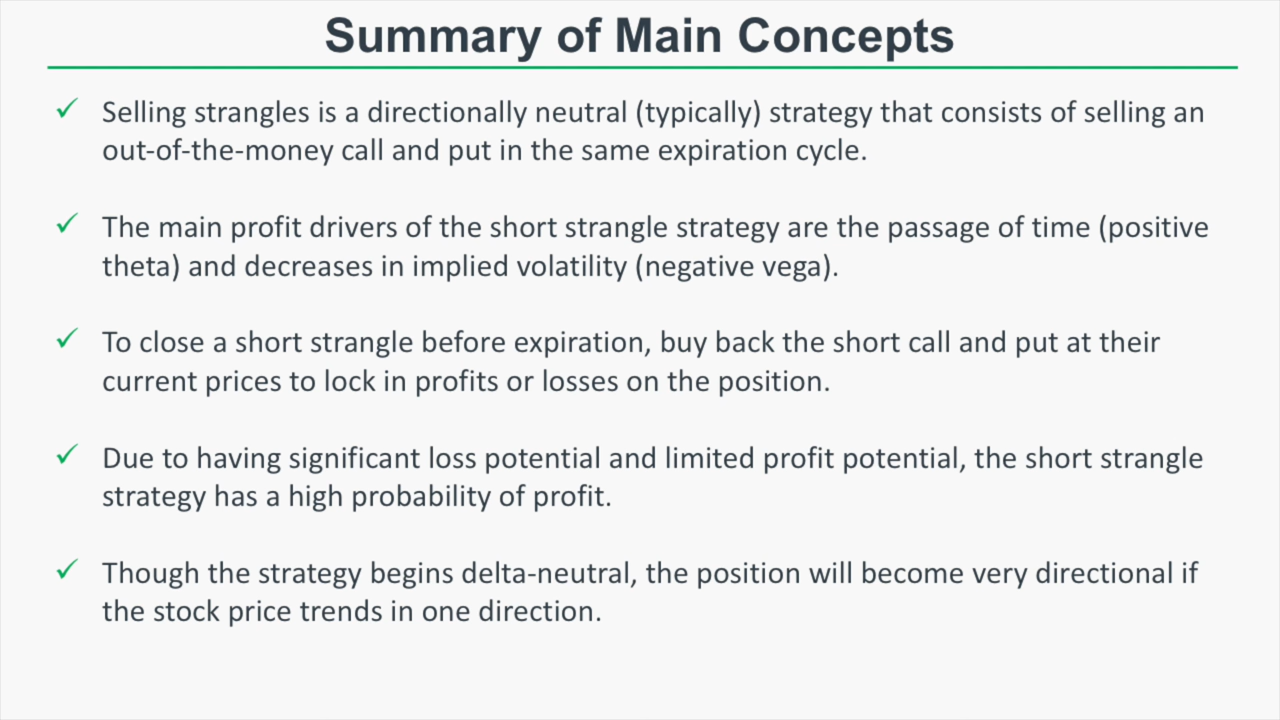 Summary of Main Concepts
✓ Selling strangles is a directionally neutral (typically) strategy that consists of selling an
out-of-the-money call and put in the same expiration cycle.
✓ The main profit drivers of the short strangle strategy are the passage of time (positive
theta) and decreases in implied volatility (negative vega).
✓ To close a short strangle before expiration, buy back the short call and put at their
current prices to lock in profits or losses on the position.
✓ Due to having significant loss potential and limited profit potential, the short strangle
strategy has a high probability of profit.
✓ Though the strategy begins delta-neutral, the position will become very directional if
the stock price trends in one direction.